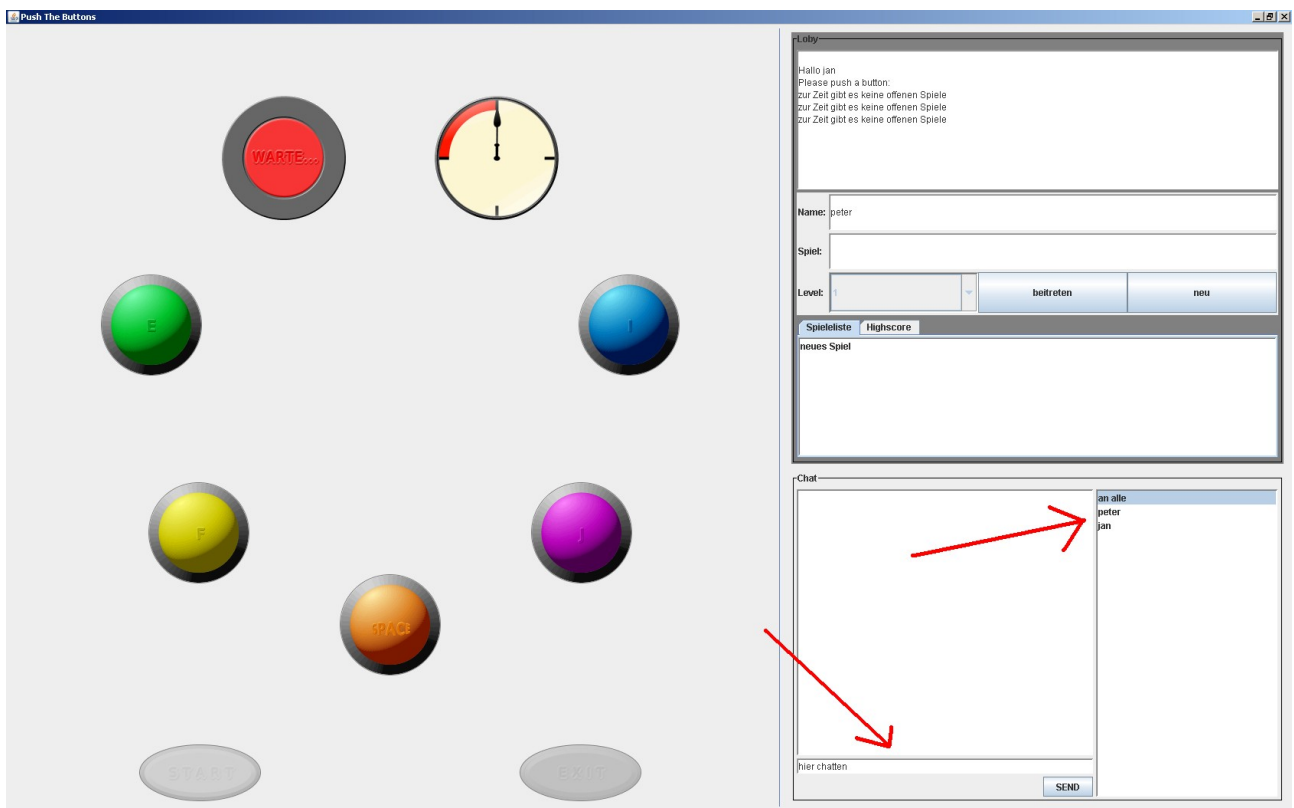 Push The Buttons
WARTE...
E
I
F
J
SPACE
START
EXIT
Loby
Hallo jan
Please push a button:
zur Zeit gibt es keine offenen Spiele
zur Zeit gibt es keine offenen Spiele
zur Zeit gibt es keine offenen Spiele
Name: peter
Spiel:
Level: 1 beitreten neu
Spieleliste Highscore
neues Spiel
Chat
an alle
peter
jan
hier chatten
SEND